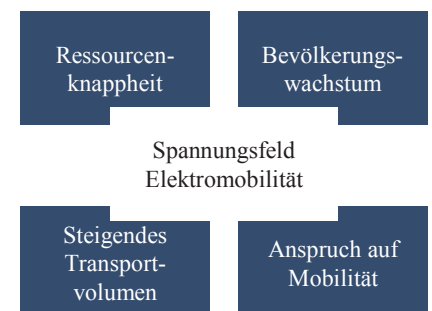 Ressourcen-
knappheit
Bevölkerungs-
wachstum
Spannungsfeld
Elektromobilität
Steigendes
Transport-
volumen
Anspruch auf
Mobilität